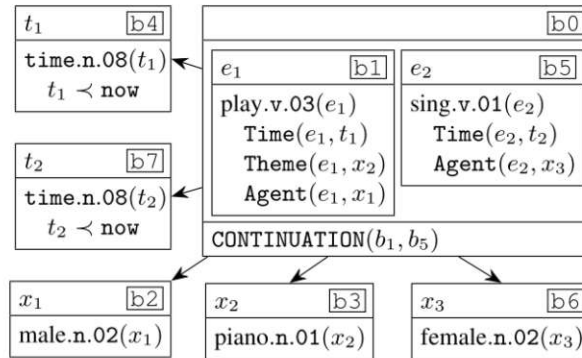 t₁ b4
time.n.08(t₁)
t₁ ≺ now
t₂ b7
time.n.08(t₂)
t₂ ≺ now
b0
e₁ b1
play.v.03(e₁)
Time(e₁, t₁)
Theme(e₁, x₂)
Agent(e₁, x₁)
e₂ b5
sing.v.01(e₂)
Time(e₂, t₂)
Agent(e₂, x₃)
CONTINUATION(b₁, b₅)
x₁ b2
male.n.02(x₁)
x₂ b3
piano.n.01(x₂)
x₃ b6
female.n.02(x₃)